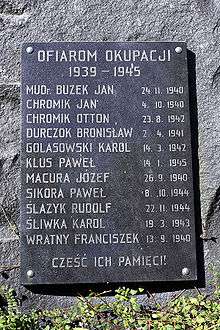 OFIAROM OKUPACJI
1939 – 1945
MUDr. BUZEK JAN 24. 11. 1940
CHROMIK JAN 4. 10. 1940
CHROMIK OTTON 23. 8. 1942
DURCZOK BRONISŁAW 2. 4. 1941
GOLASOWSKI KAROL 14. 3. 1942
KLUS PAWEŁ 14. 1. 1945
MACURA JÓZEF 26. 9. 1940
SIKORA PAWEŁ 8. 10. 1944
ŚLAZYK RUDOLF 22. 11. 1944
ŚLIWKA KAROL 19. 3. 1943
WRATNY FRANCISZEK 13. 9. 1940
CZEŚĆ ICH PAMIĘCI!